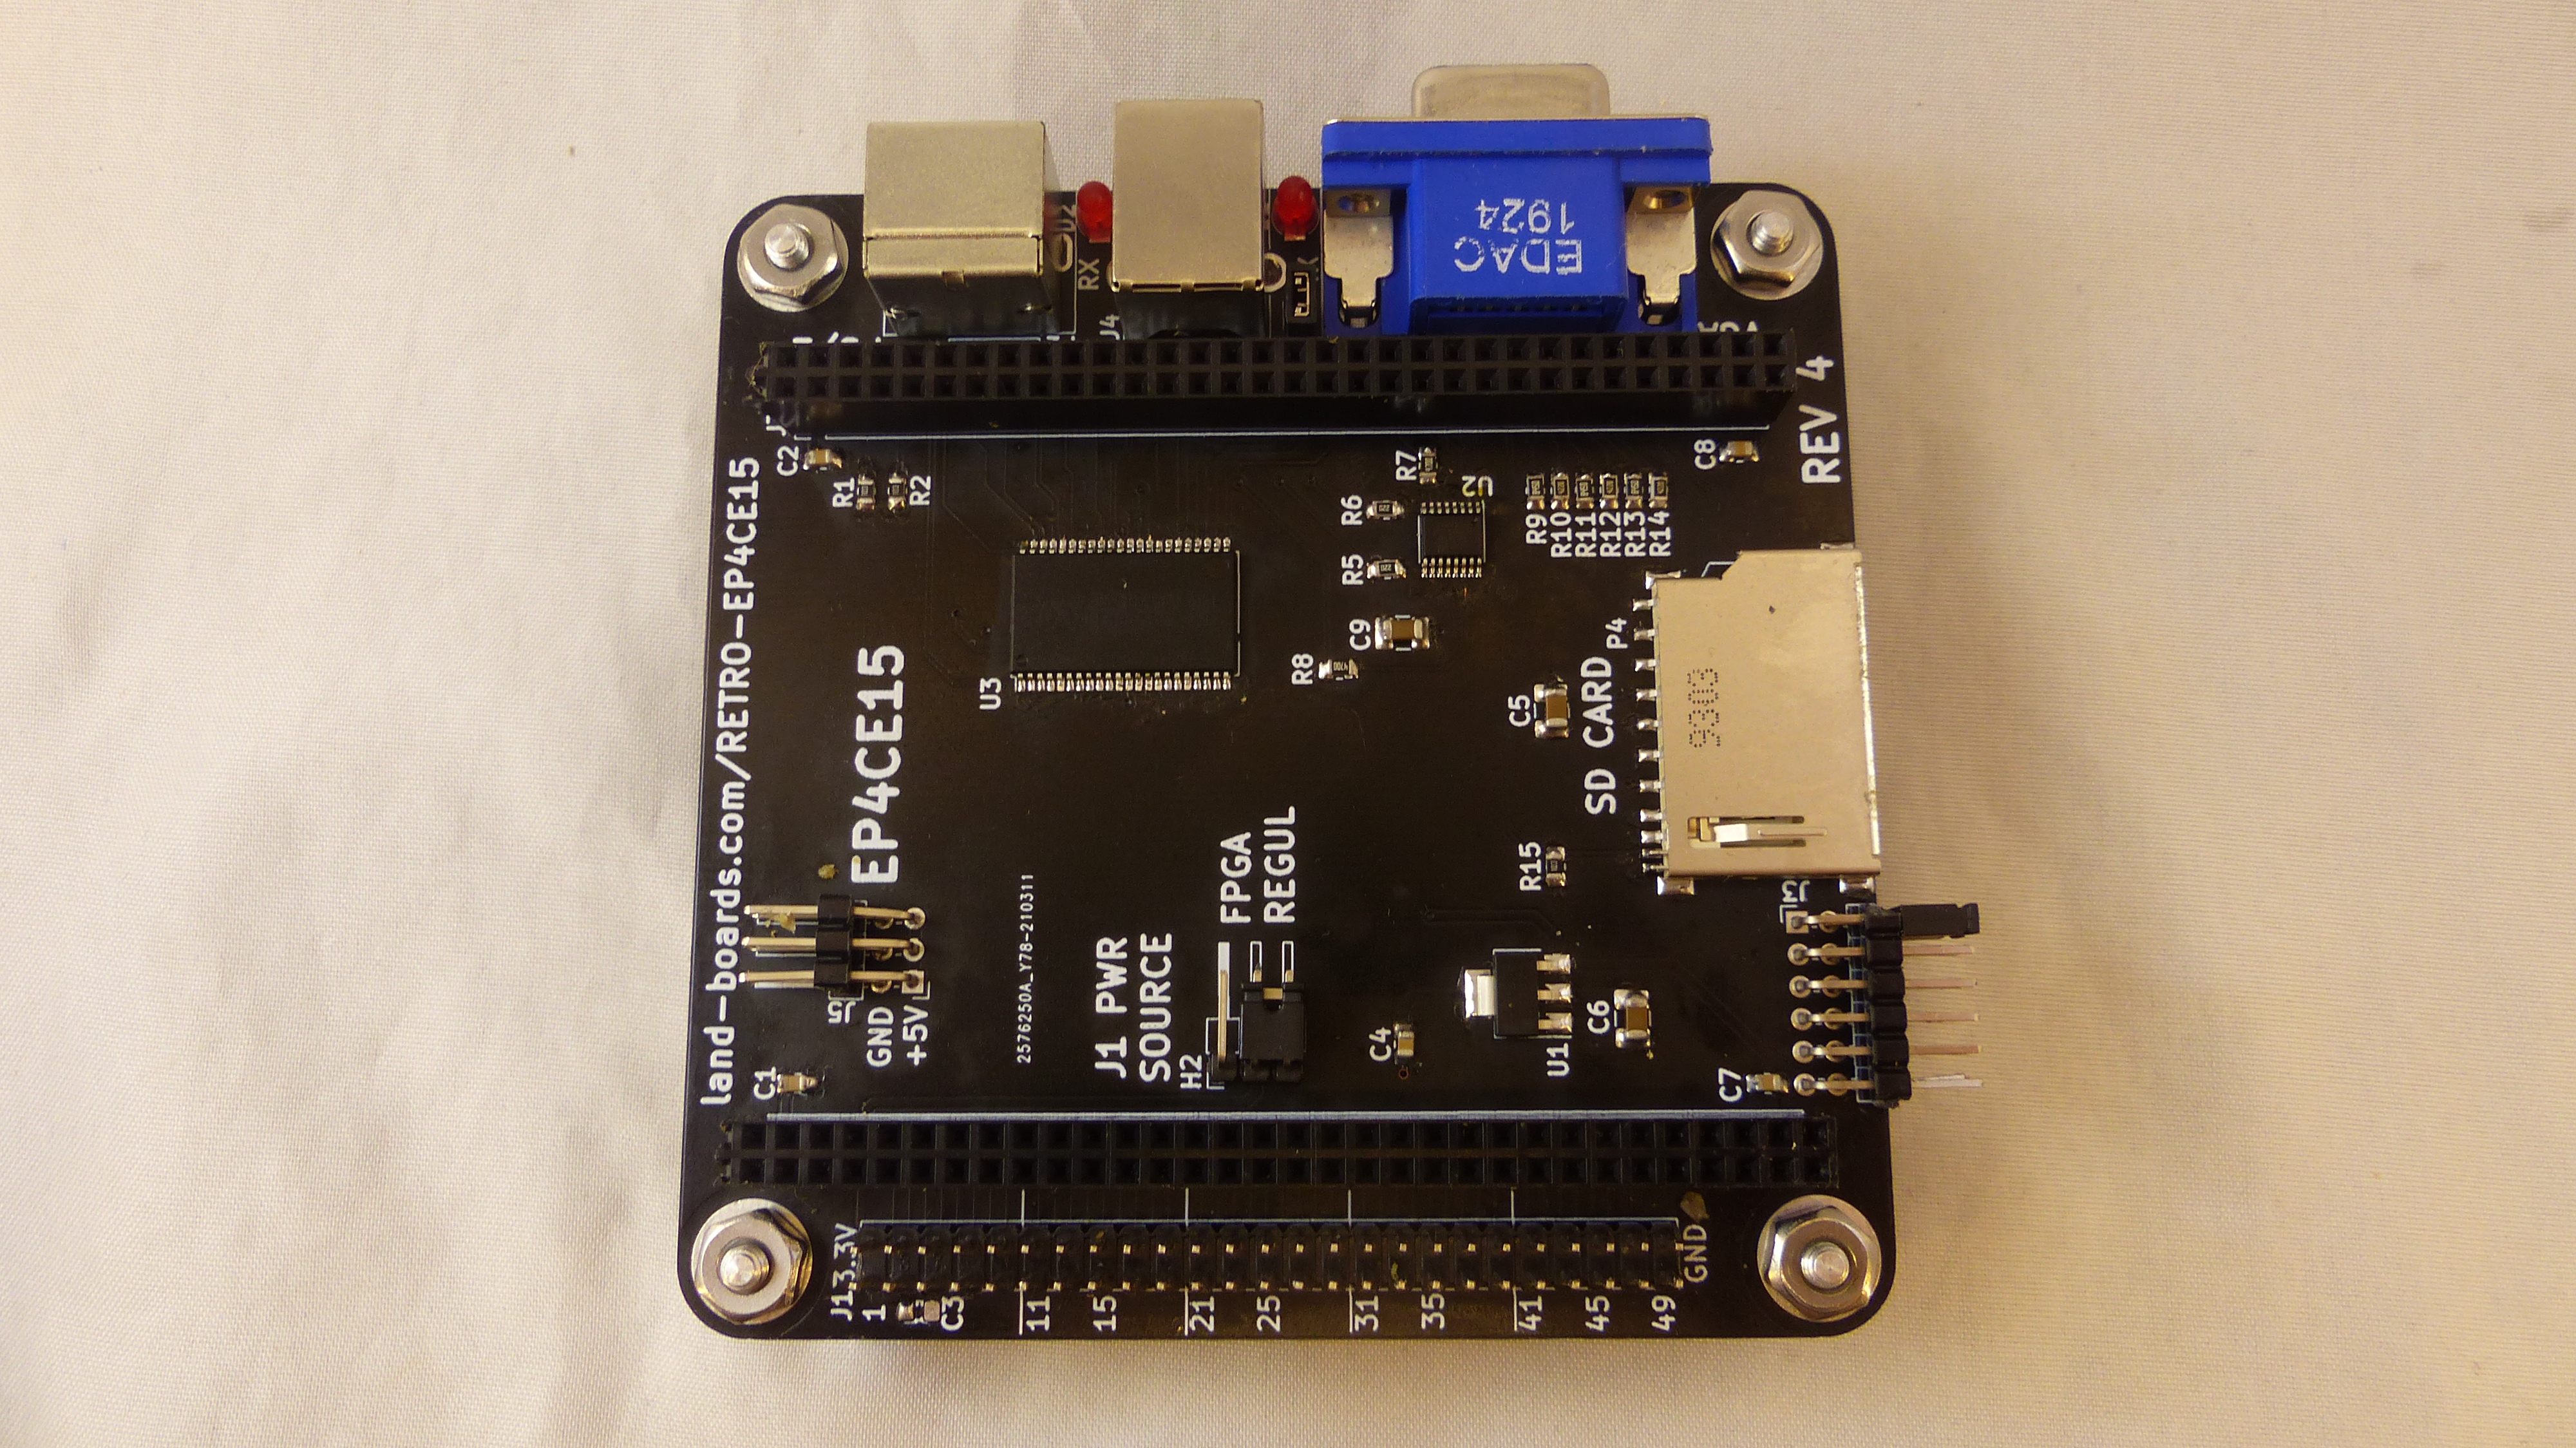 EDAC
1924
RX
J4
C2
R1
R2
R7
R6
R5
R9
R10
R11
R12
R13
R14
C8
REV 4
land-boards.com/RETRO-EP4CE15
EP4CE15
U3
R8
C9
C5
SD CARD
P4
9303
R15
FPGA
REGUL
J1 PWR
SOURCE
H2
2576250A_Y78-210311
J5
GND
+5V
C1
C4
U1
C6
C7
J3
J1
3.3V
GND
1
C3
11
15
21
25
31
35
41
45
49